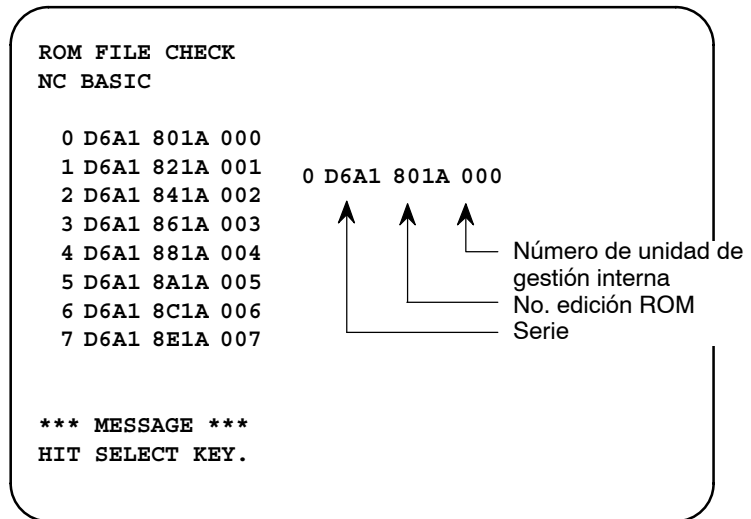 ROM FILE CHECK
NC BASIC
0 D6A1 801A 000
1 D6A1 821A 001
2 D6A1 841A 002
3 D6A1 861A 003
4 D6A1 881A 004
5 D6A1 8A1A 005
6 D6A1 8C1A 006
7 D6A1 8E1A 007
0 D6A1 801A 000
Número de unidad de
gestión interna
No. edición ROM
Serie
*** MESSAGE ***
HIT SELECT KEY.